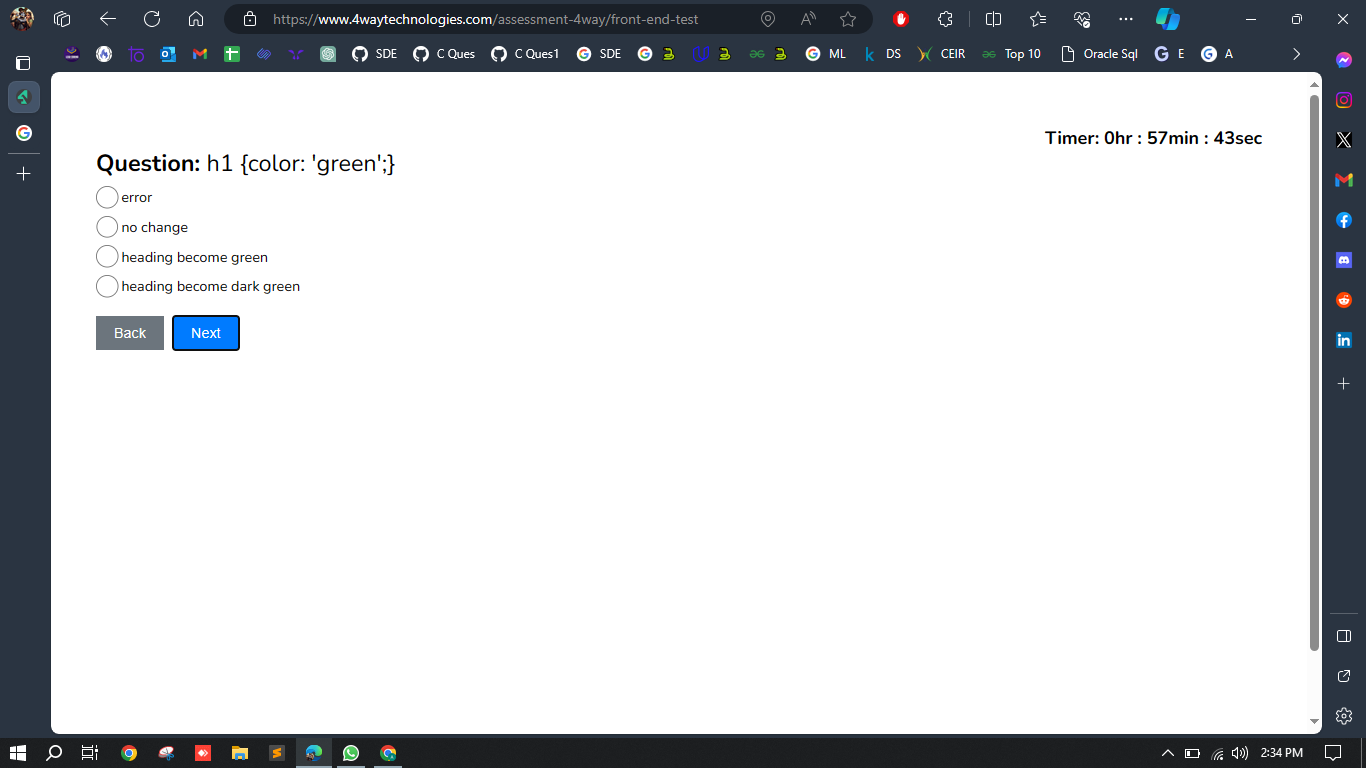 https://www.4waytechnologies.com/assessment-4way/front-end-test
SDE
C Ques
C Ques1
SDE
ML
DS
CEIR
Top 10
Oracle Sql
E
A
Timer: 0hr : 57min : 43sec
Question: h1 {color: 'green';}
error
no change
heading become green
heading become dark green
Back
Next
2:34 PM